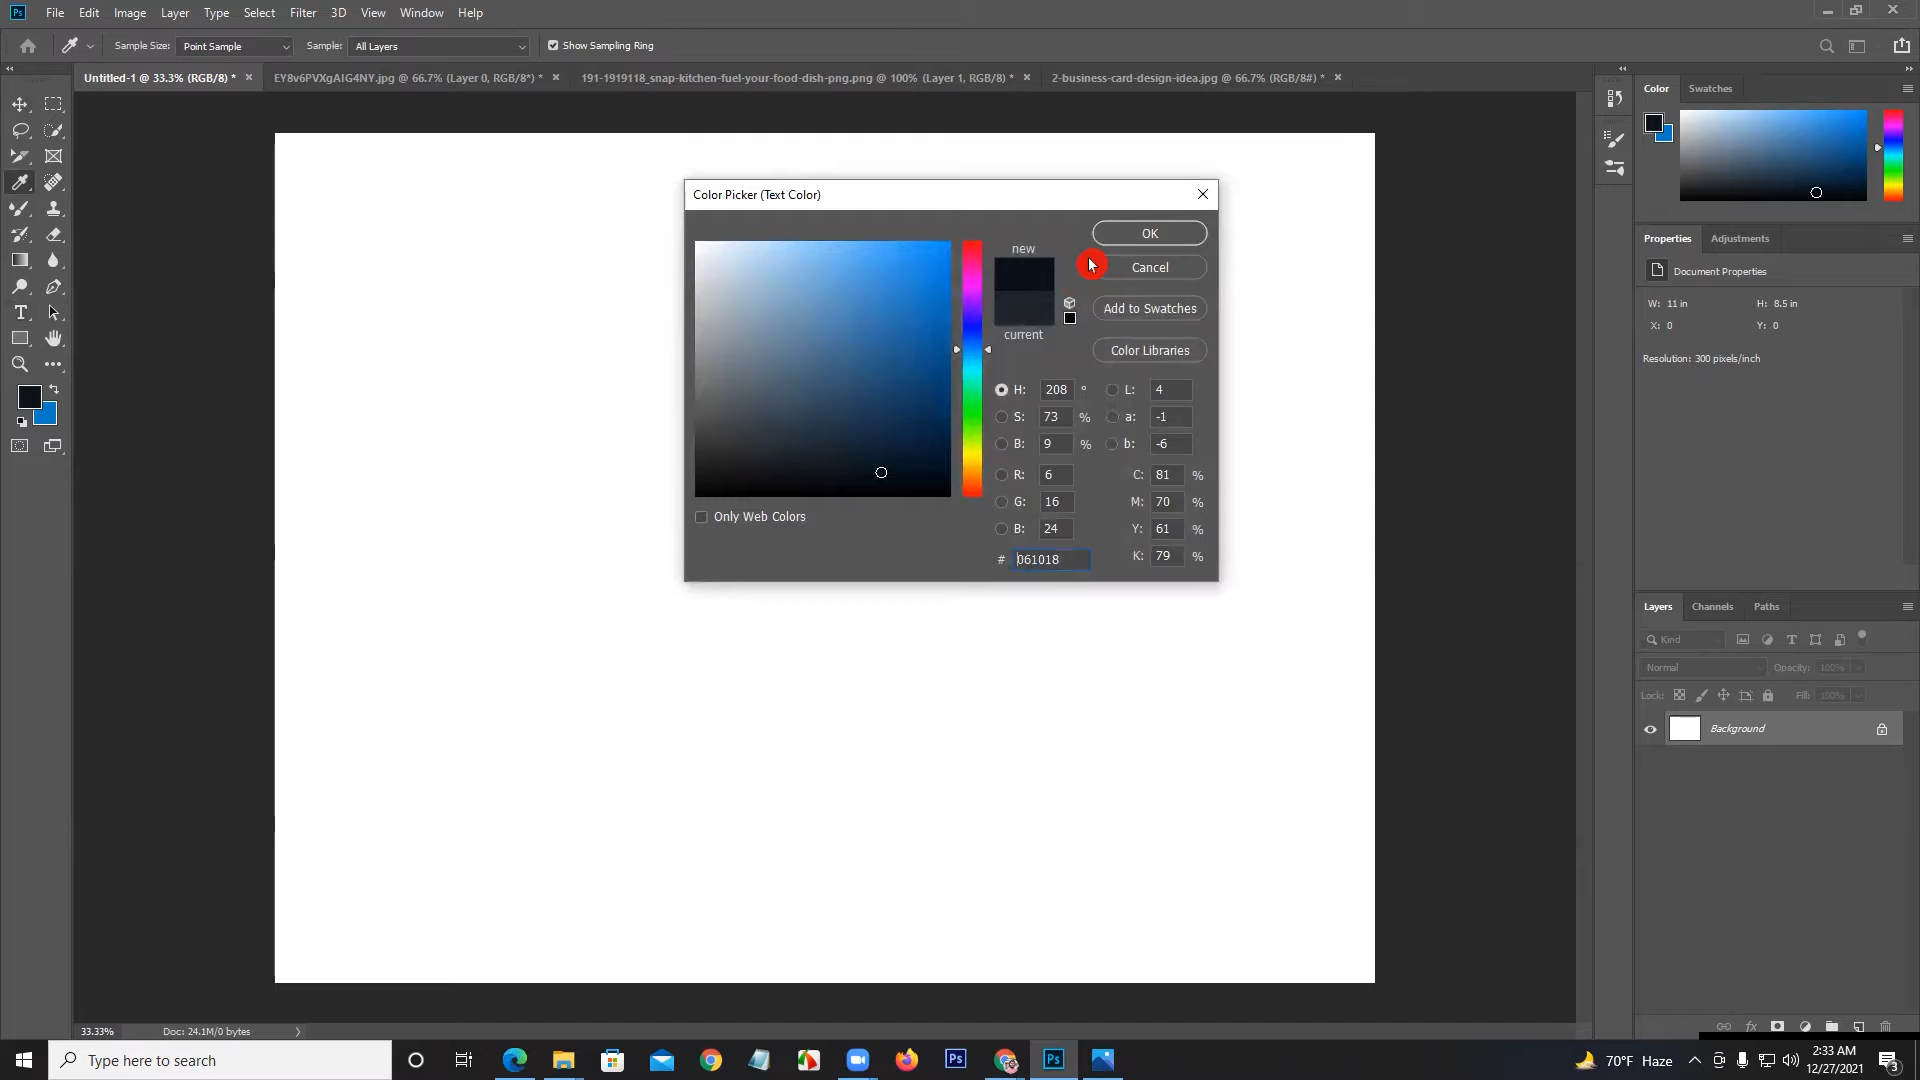 Ps File Edit Image Layer Type Select Filter 3D View Window Help
Sample Size: Point Sample Sample: All Layers Show Sampling Ring
Untitled-1 @ 33.3% (RGB/8) * × EY8v6PVXgAIG4NY.jpg @ 66.7% (Layer 0, RGB/8*) * × 191-1919118_snap-kitchen-fuel-your-food-dish-png.png @ 100% (Layer 1, RGB/8) * × 2-business-card-design-idea.jpg @ 66.7% (RGB/8#) * ×
Color Swatches
Color Picker (Text Color)
OK
new
Cancel
Add to Swatches
current
Color Libraries
H: 208 ° L: 4
S: 73 % a: -1
B: 9 % b: -6
R: 6 C: 81 %
G: 16 M: 70 %
B: 24 Y: 61 %
# 061018 K: 79 %
Only Web Colors
Properties Adjustments
Document Properties
W: 11 in H: 8.5 in
X: 0 Y: 0
Resolution: 300 pixels/inch
Layers Channels Paths
Kind
Normal Opacity: 100%
Lock: Fill: 100%
Background
33.33% Doc: 24.1M/0 bytes
Type here to search
Ps
Ps
70°F Haze
2:33 AM
12/27/2021
3